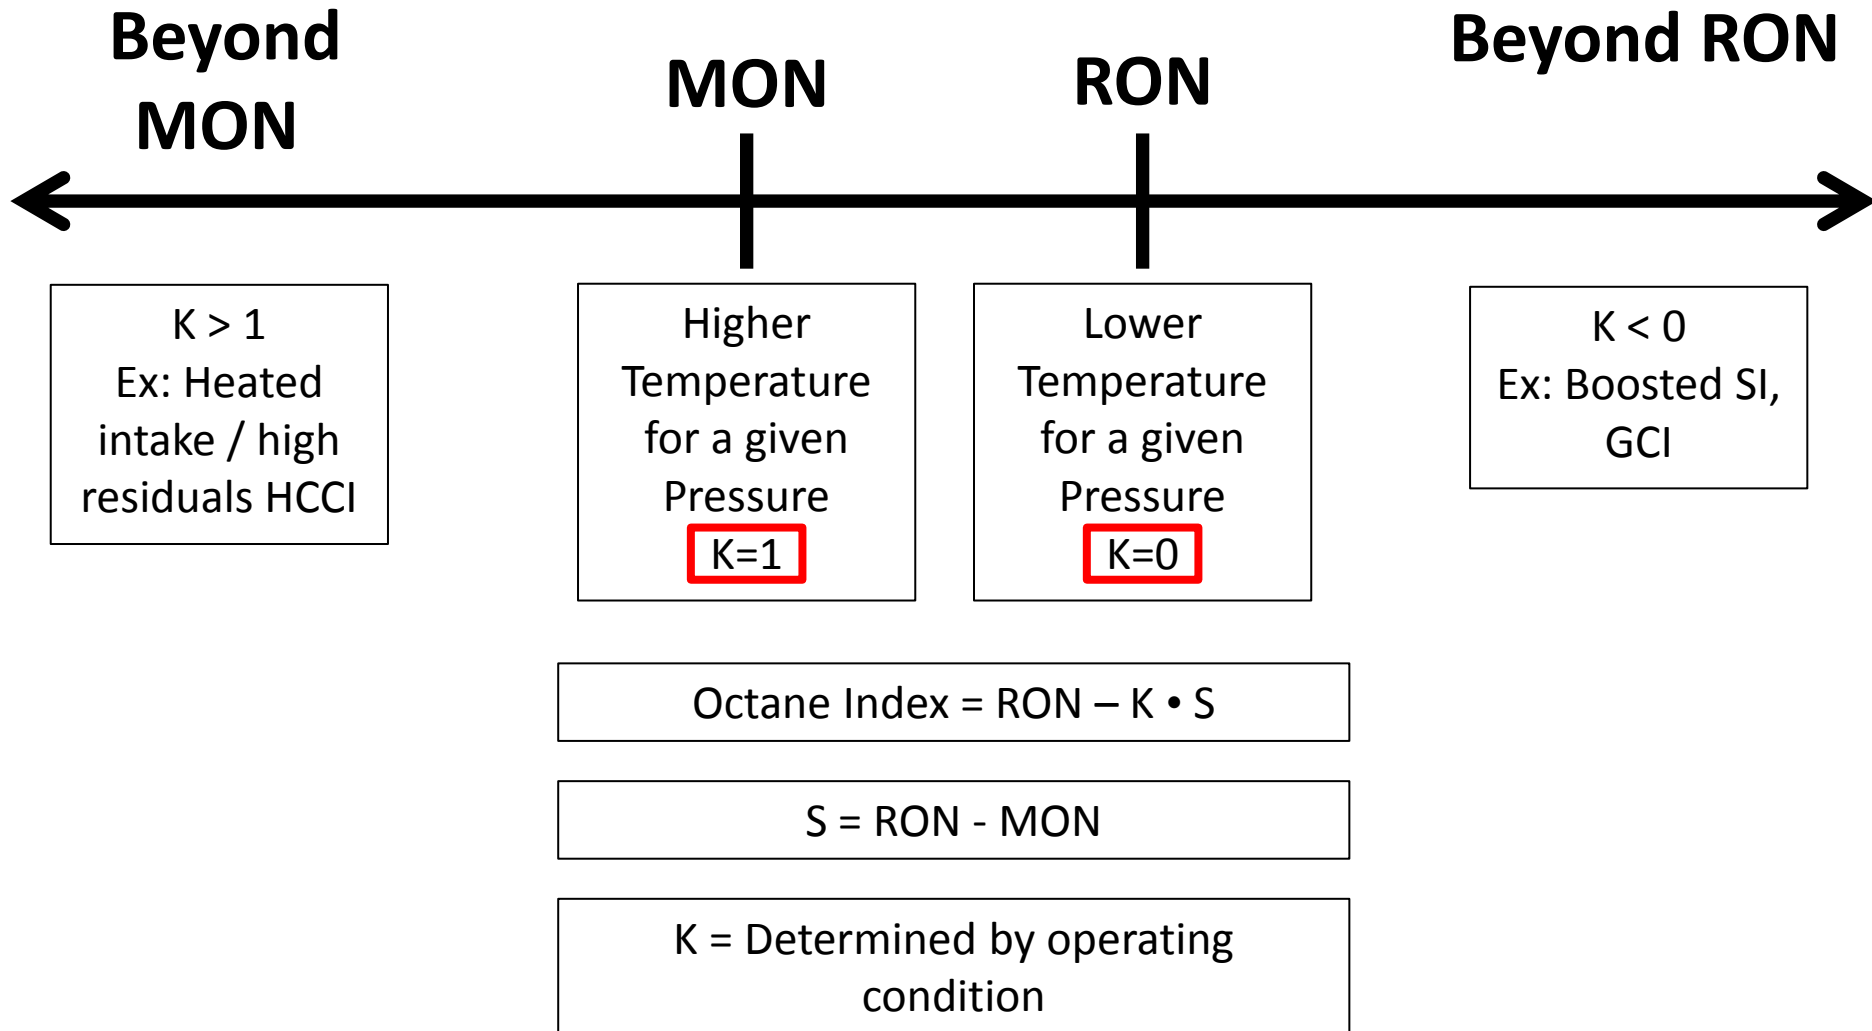 Beyond
MON
MON
RON
Beyond RON
K > 1
Ex: Heated
intake / high
residuals HCCI
Higher
Temperature
for a given
Pressure
K=1
Lower
Temperature
for a given
Pressure
K=0
K < 0
Ex: Boosted SI,
GCI
Octane Index = RON – K • S
S = RON - MON
K = Determined by operating
condition